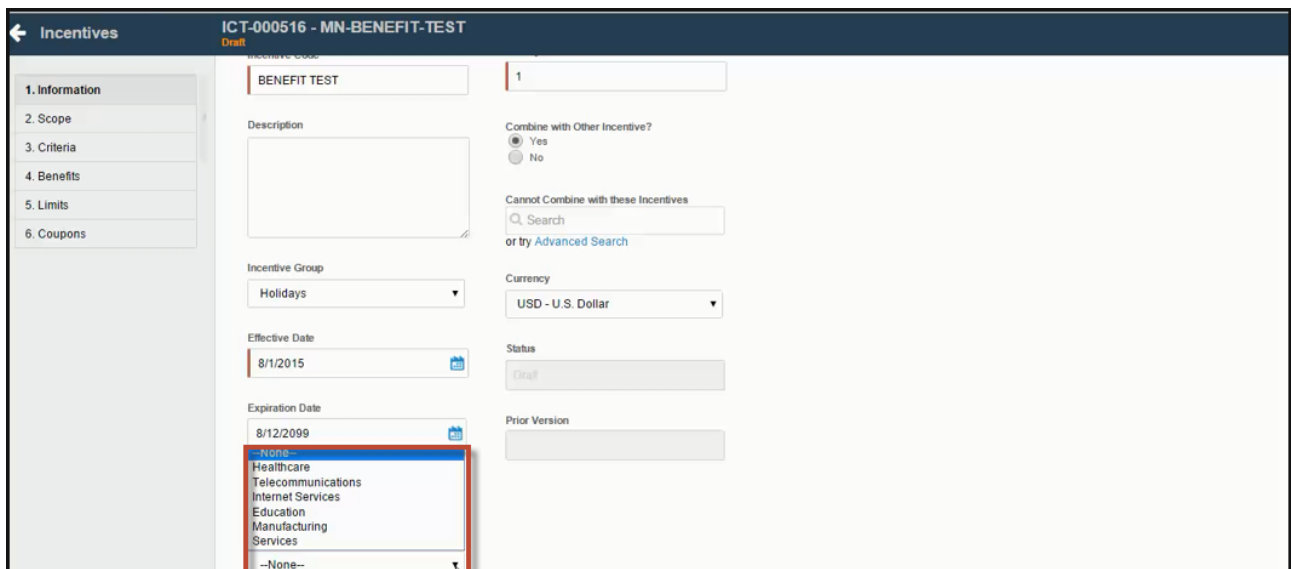 Incentives
ICT-000516 - MN-BENEFIT-TEST
Draft
1. Information
2. Scope
3. Criteria
4. Benefits
5. Limits
6. Coupons
Incentive Code
BENEFIT TEST
Description
Incentive Group
Holidays
Effective Date
8/1/2015
Expiration Date
8/12/2099
--None--
Healthcare
Telecommunications
Internet Services
Education
Manufacturing
Services
--None--
1
Combine with Other Incentive?
Yes
No
Cannot Combine with these Incentives
Search
or try Advanced Search
Currency
USD - U.S. Dollar
Status
Draft
Prior Version